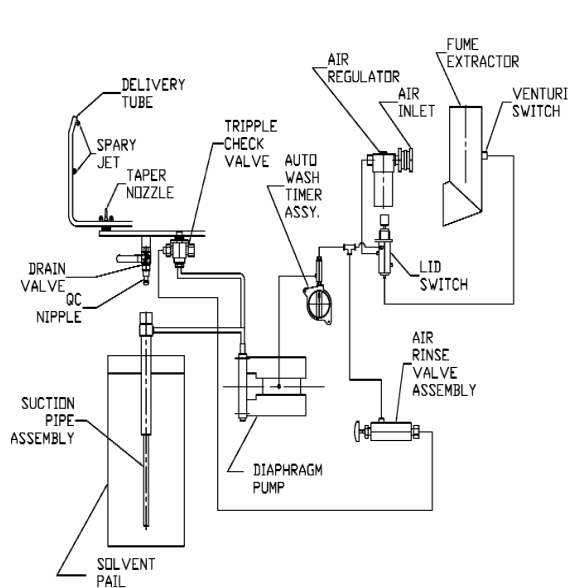 FUME
EXTRACTOR
AIR
REGULATOR
AIR
INLET
VENTURI
SWITCH
DELIVERY
TUBE
TRIPPLE
CHECK
VALVE
SPARY
JET
AUTO
WASH
TIMER
ASSY.
TAPER
NOZZLE
DRAIN
VALVE
QC
NIPPLE
LID
SWITCH
AIR
RINSE
VALVE
ASSEMBLY
SUCTION
PIPE
ASSEMBLY
DIAPHRAGM
PUMP
SOLVENT
PAIL